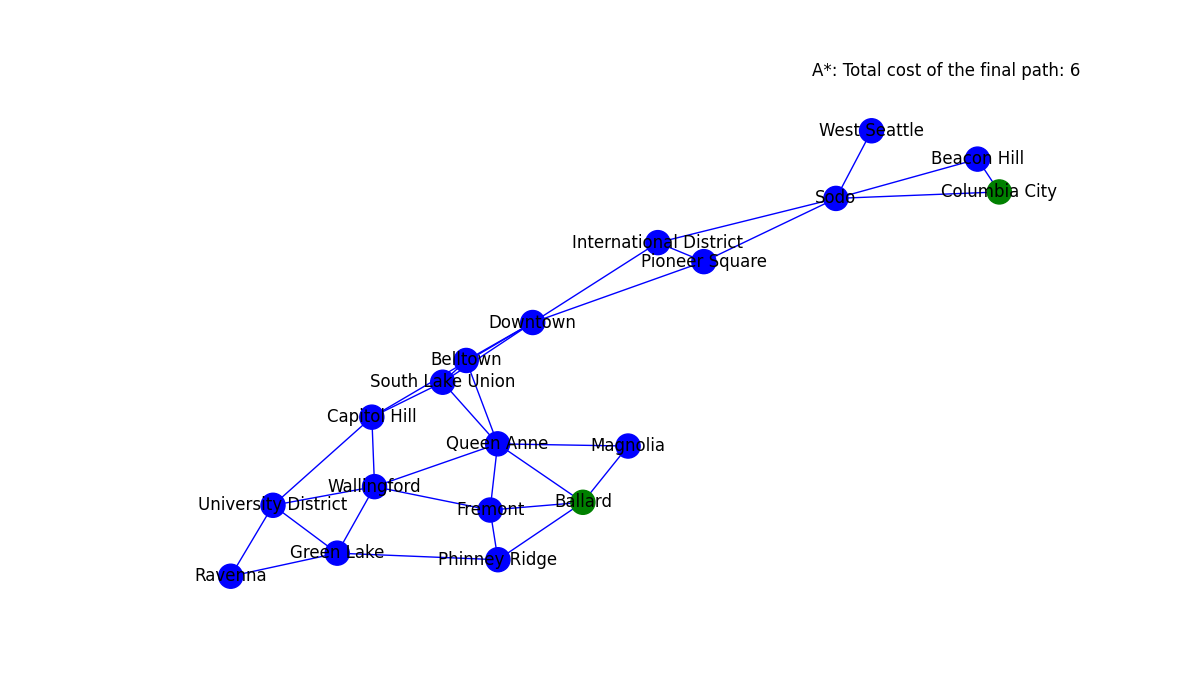 A*: Total cost of the final path: 6
West Seattle
Beacon Hill
Columbia City
Sodo
International District
Pioneer Square
Downtown
Belltown
South Lake Union
Capitol Hill
Queen Anne
Magnolia
Wallingford
Ballard
University District
Fremont
Green Lake
Phinney Ridge
Ravenna